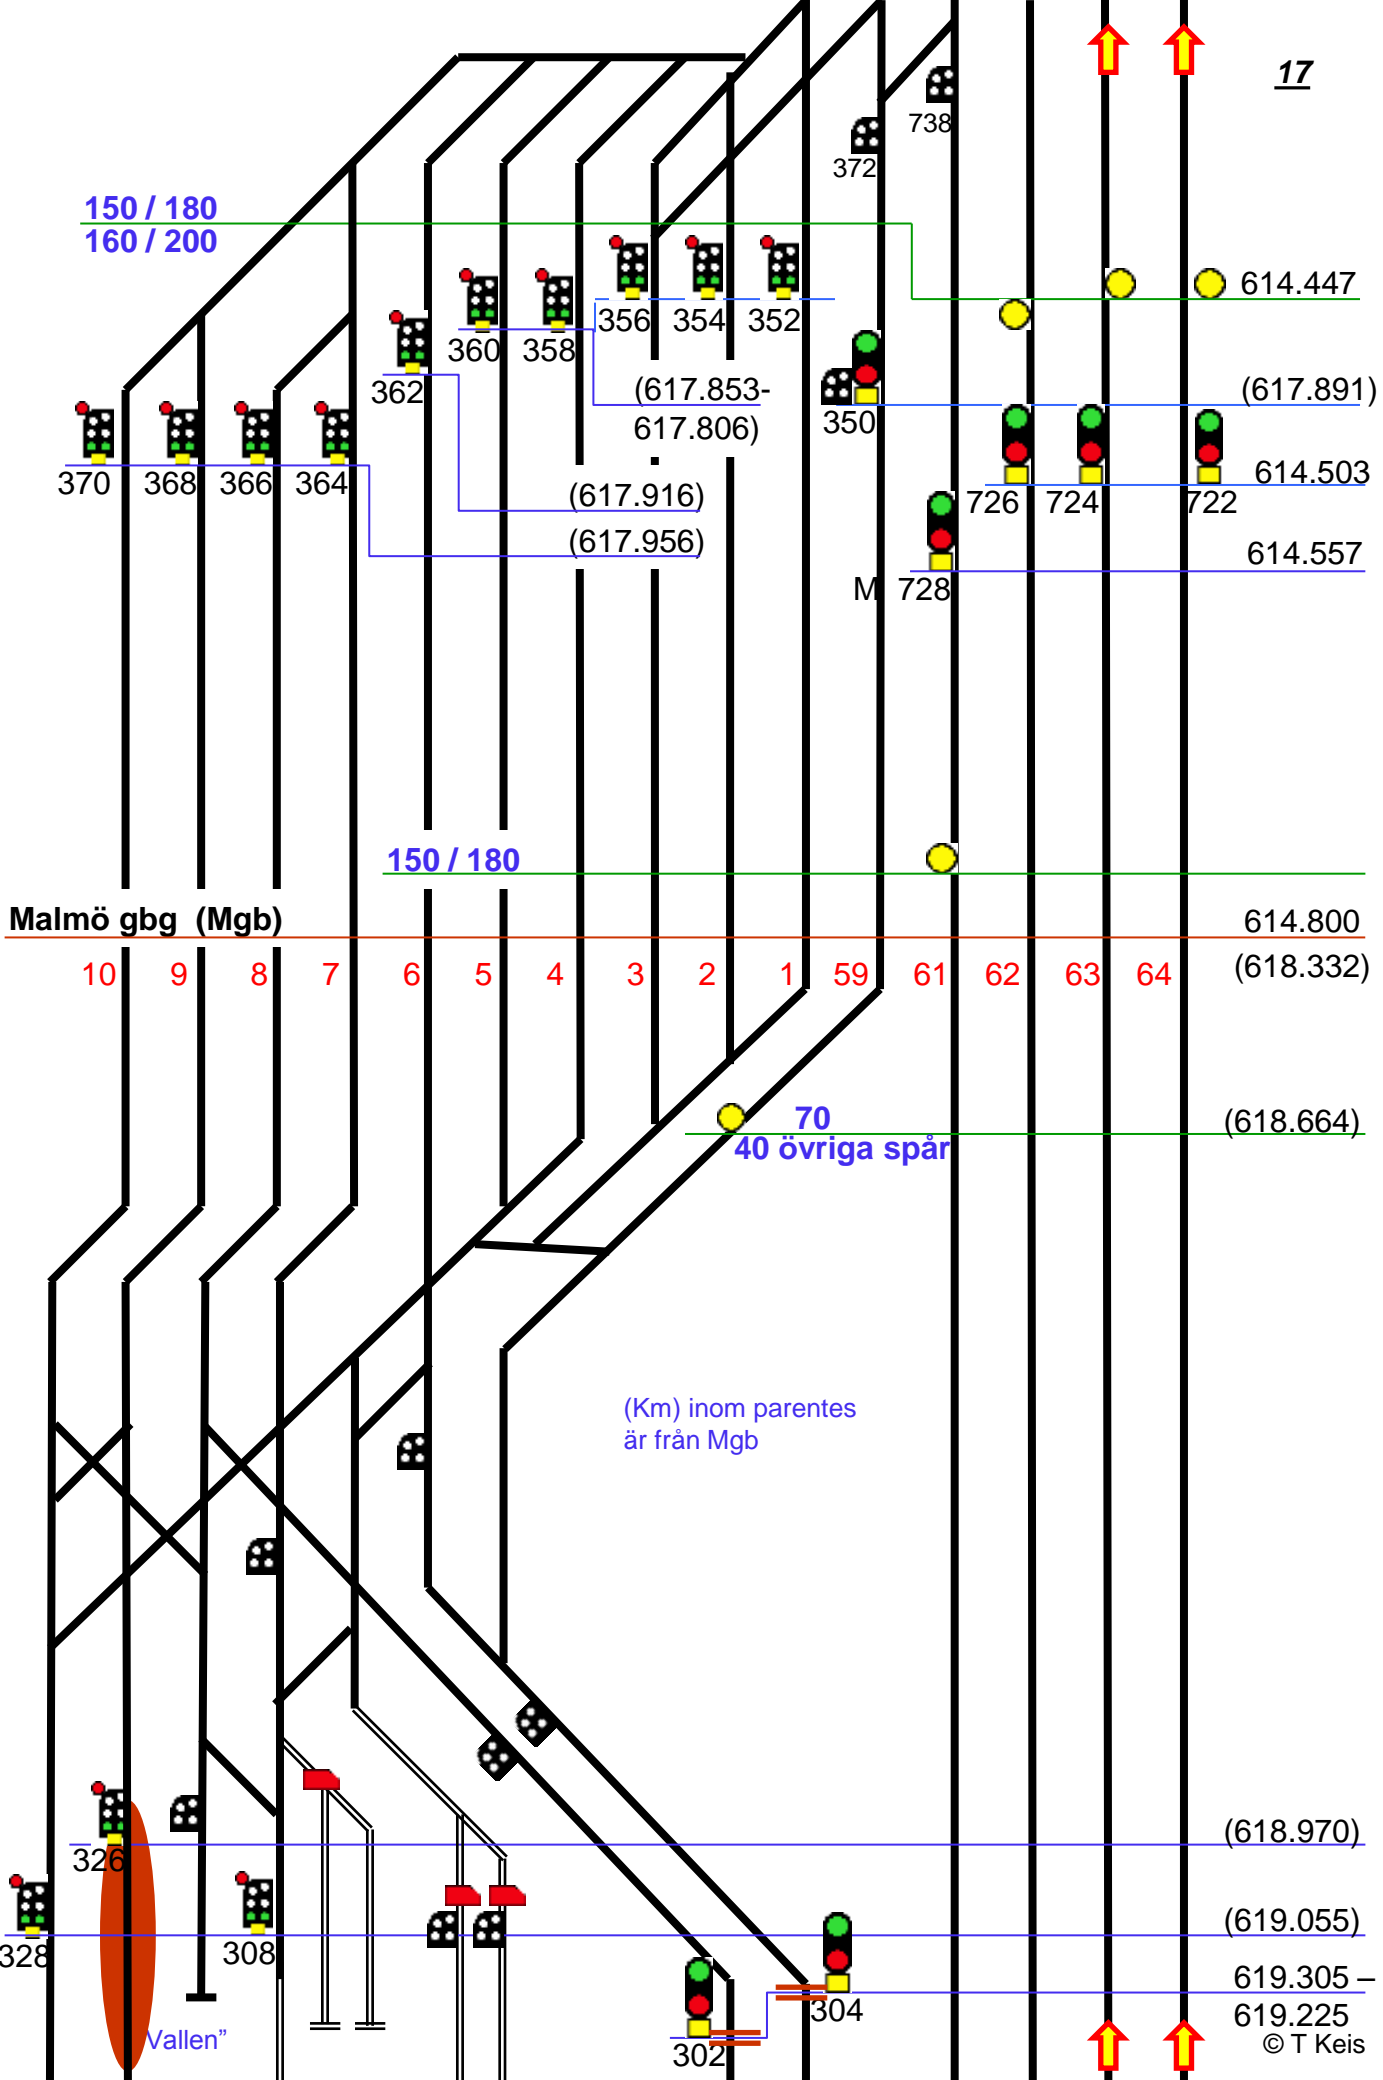 17
738
372
150 / 180
160 / 200
614.447
356 354 352
360 358
362
(617.853-
617.806)
(617.891)
350
370 368 366 364
614.503
(617.916)
726 724 722
(617.956)
614.557
M 728
150 / 180
Malmö gbg (Mgb)
614.800
10 9 8 7 6 5 4 3 2 1 59 61 62 63 64
(618.332)
70
(618.664)
40 övriga spår
(Km) inom parentes
är från Mgb
(618.970)
326
(619.055)
328
308
619.305 –
304
619.225
Vallen”
© T Keis
302